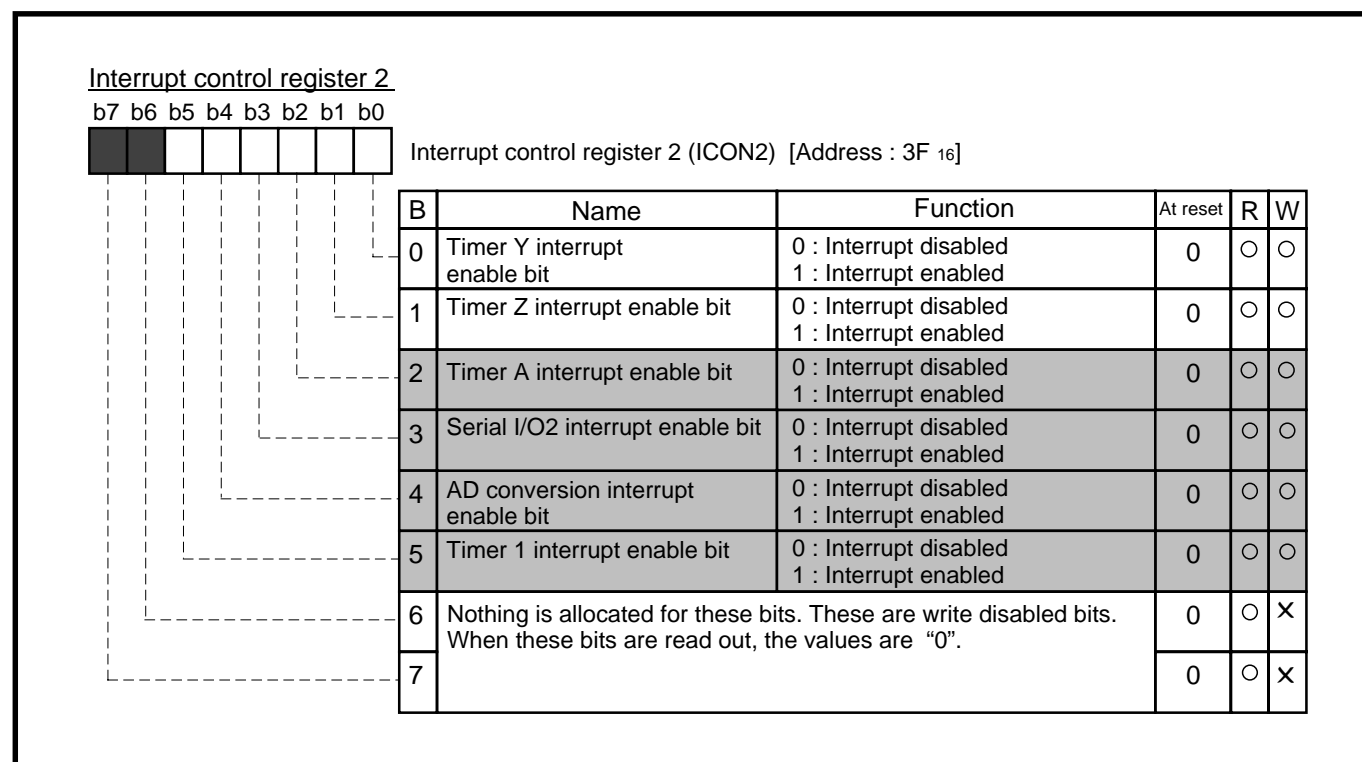 Interrupt control register 2
b7 b6 b5 b4 b3 b2 b1 b0
Interrupt control register 2 (ICON2) [Address : 3F 16]
B Name Function At reset R W
0 Timer Y interrupt enable bit 0 : Interrupt disabled 0 ○ ○
1 : Interrupt enabled
1 Timer Z interrupt enable bit 0 : Interrupt disabled 0 ○ ○
1 : Interrupt enabled
2 Timer A interrupt enable bit 0 : Interrupt disabled 0 ○ ○
1 : Interrupt enabled
3 Serial I/O2 interrupt enable bit 0 : Interrupt disabled 0 ○ ○
1 : Interrupt enabled
4 AD conversion interrupt enable bit 0 : Interrupt disabled 0 ○ ○
1 : Interrupt enabled
5 Timer 1 interrupt enable bit 0 : Interrupt disabled 0 ○ ○
1 : Interrupt enabled
6 Nothing is allocated for these bits. These are write disabled bits. 0 ○ ×
When these bits are read out, the values are “0”.
7 0 ○ ×